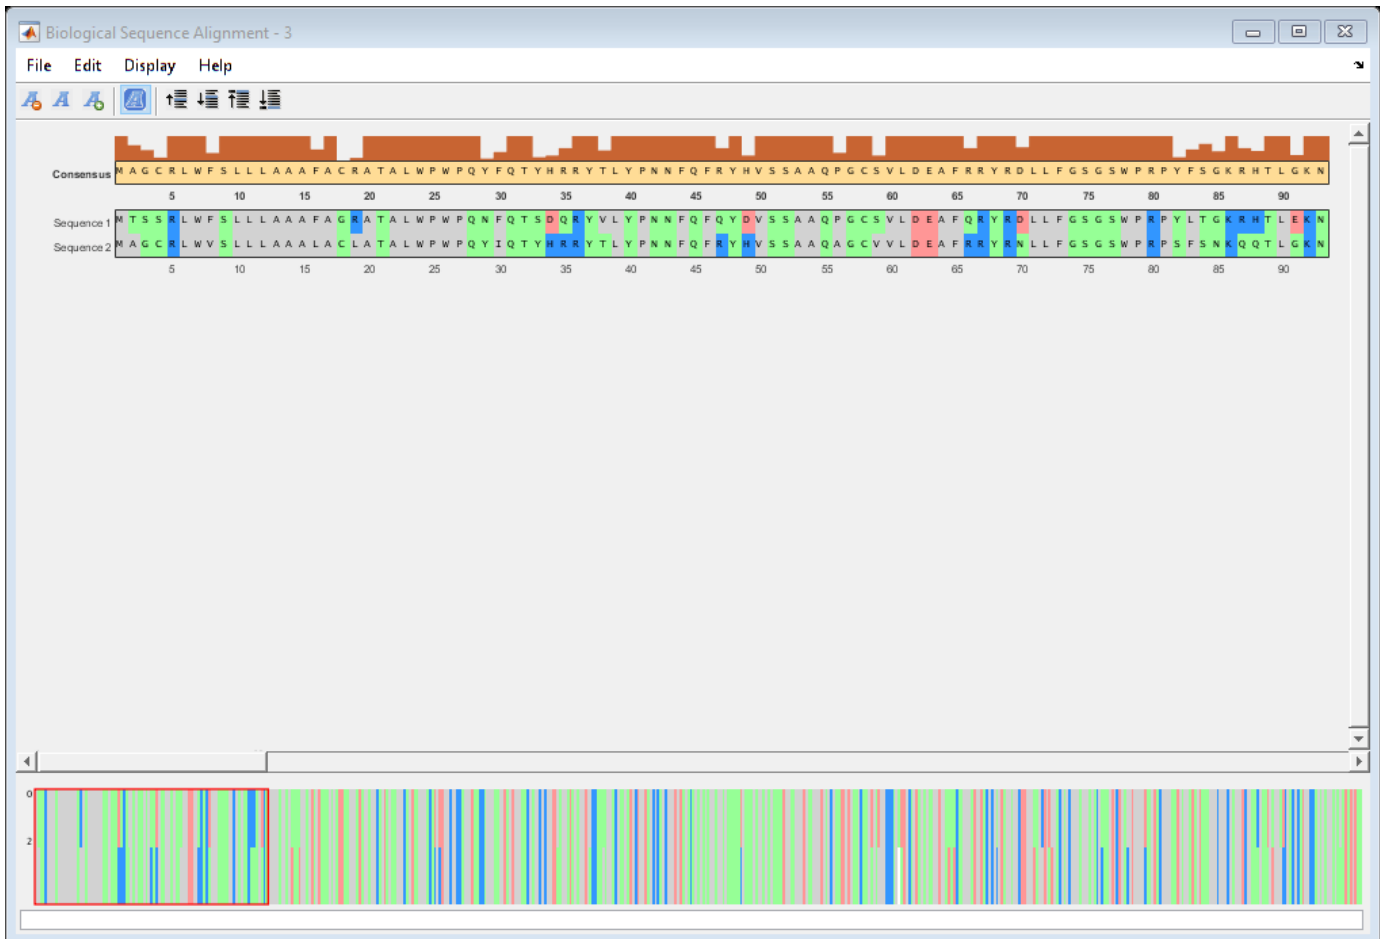 Biological Sequence Alignment - 3
File Edit Display Help
Consensus M A G C R L W F S L L L A A A F A C R A T A L W P W P Q Y F Q T Y H R R Y T L Y P N N F Q F R Y H V S S A A Q P G C S V L D E A F R R Y R D L L F G S G S W P R P Y F S G K R H T L G K N
5 10 15 20 25 30 35 40 45 50 55 60 65 70 75 80 85 90
Sequence 1 M T S S R L W F S L L L A A A F A G R A T A L W P W P Q N F Q T S D Q R Y V L Y P N N F Q F Q Y D V S S A A Q P G C S V L D E A F Q R Y R D L L F G S G S W P R P Y L T G K R H T L E K N
Sequence 2 M A G C R L W V S L L L A A A L A C L A T A L W P W P Q Y I Q T Y H R R Y T L Y P N N F Q F R Y H V S S A A Q A G C V V L D E A F R R Y R N L L F G S G S W P R P S F S N K Q Q T L G K N
5 10 15 20 25 30 35 40 45 50 55 60 65 70 75 80 85 90
0
2